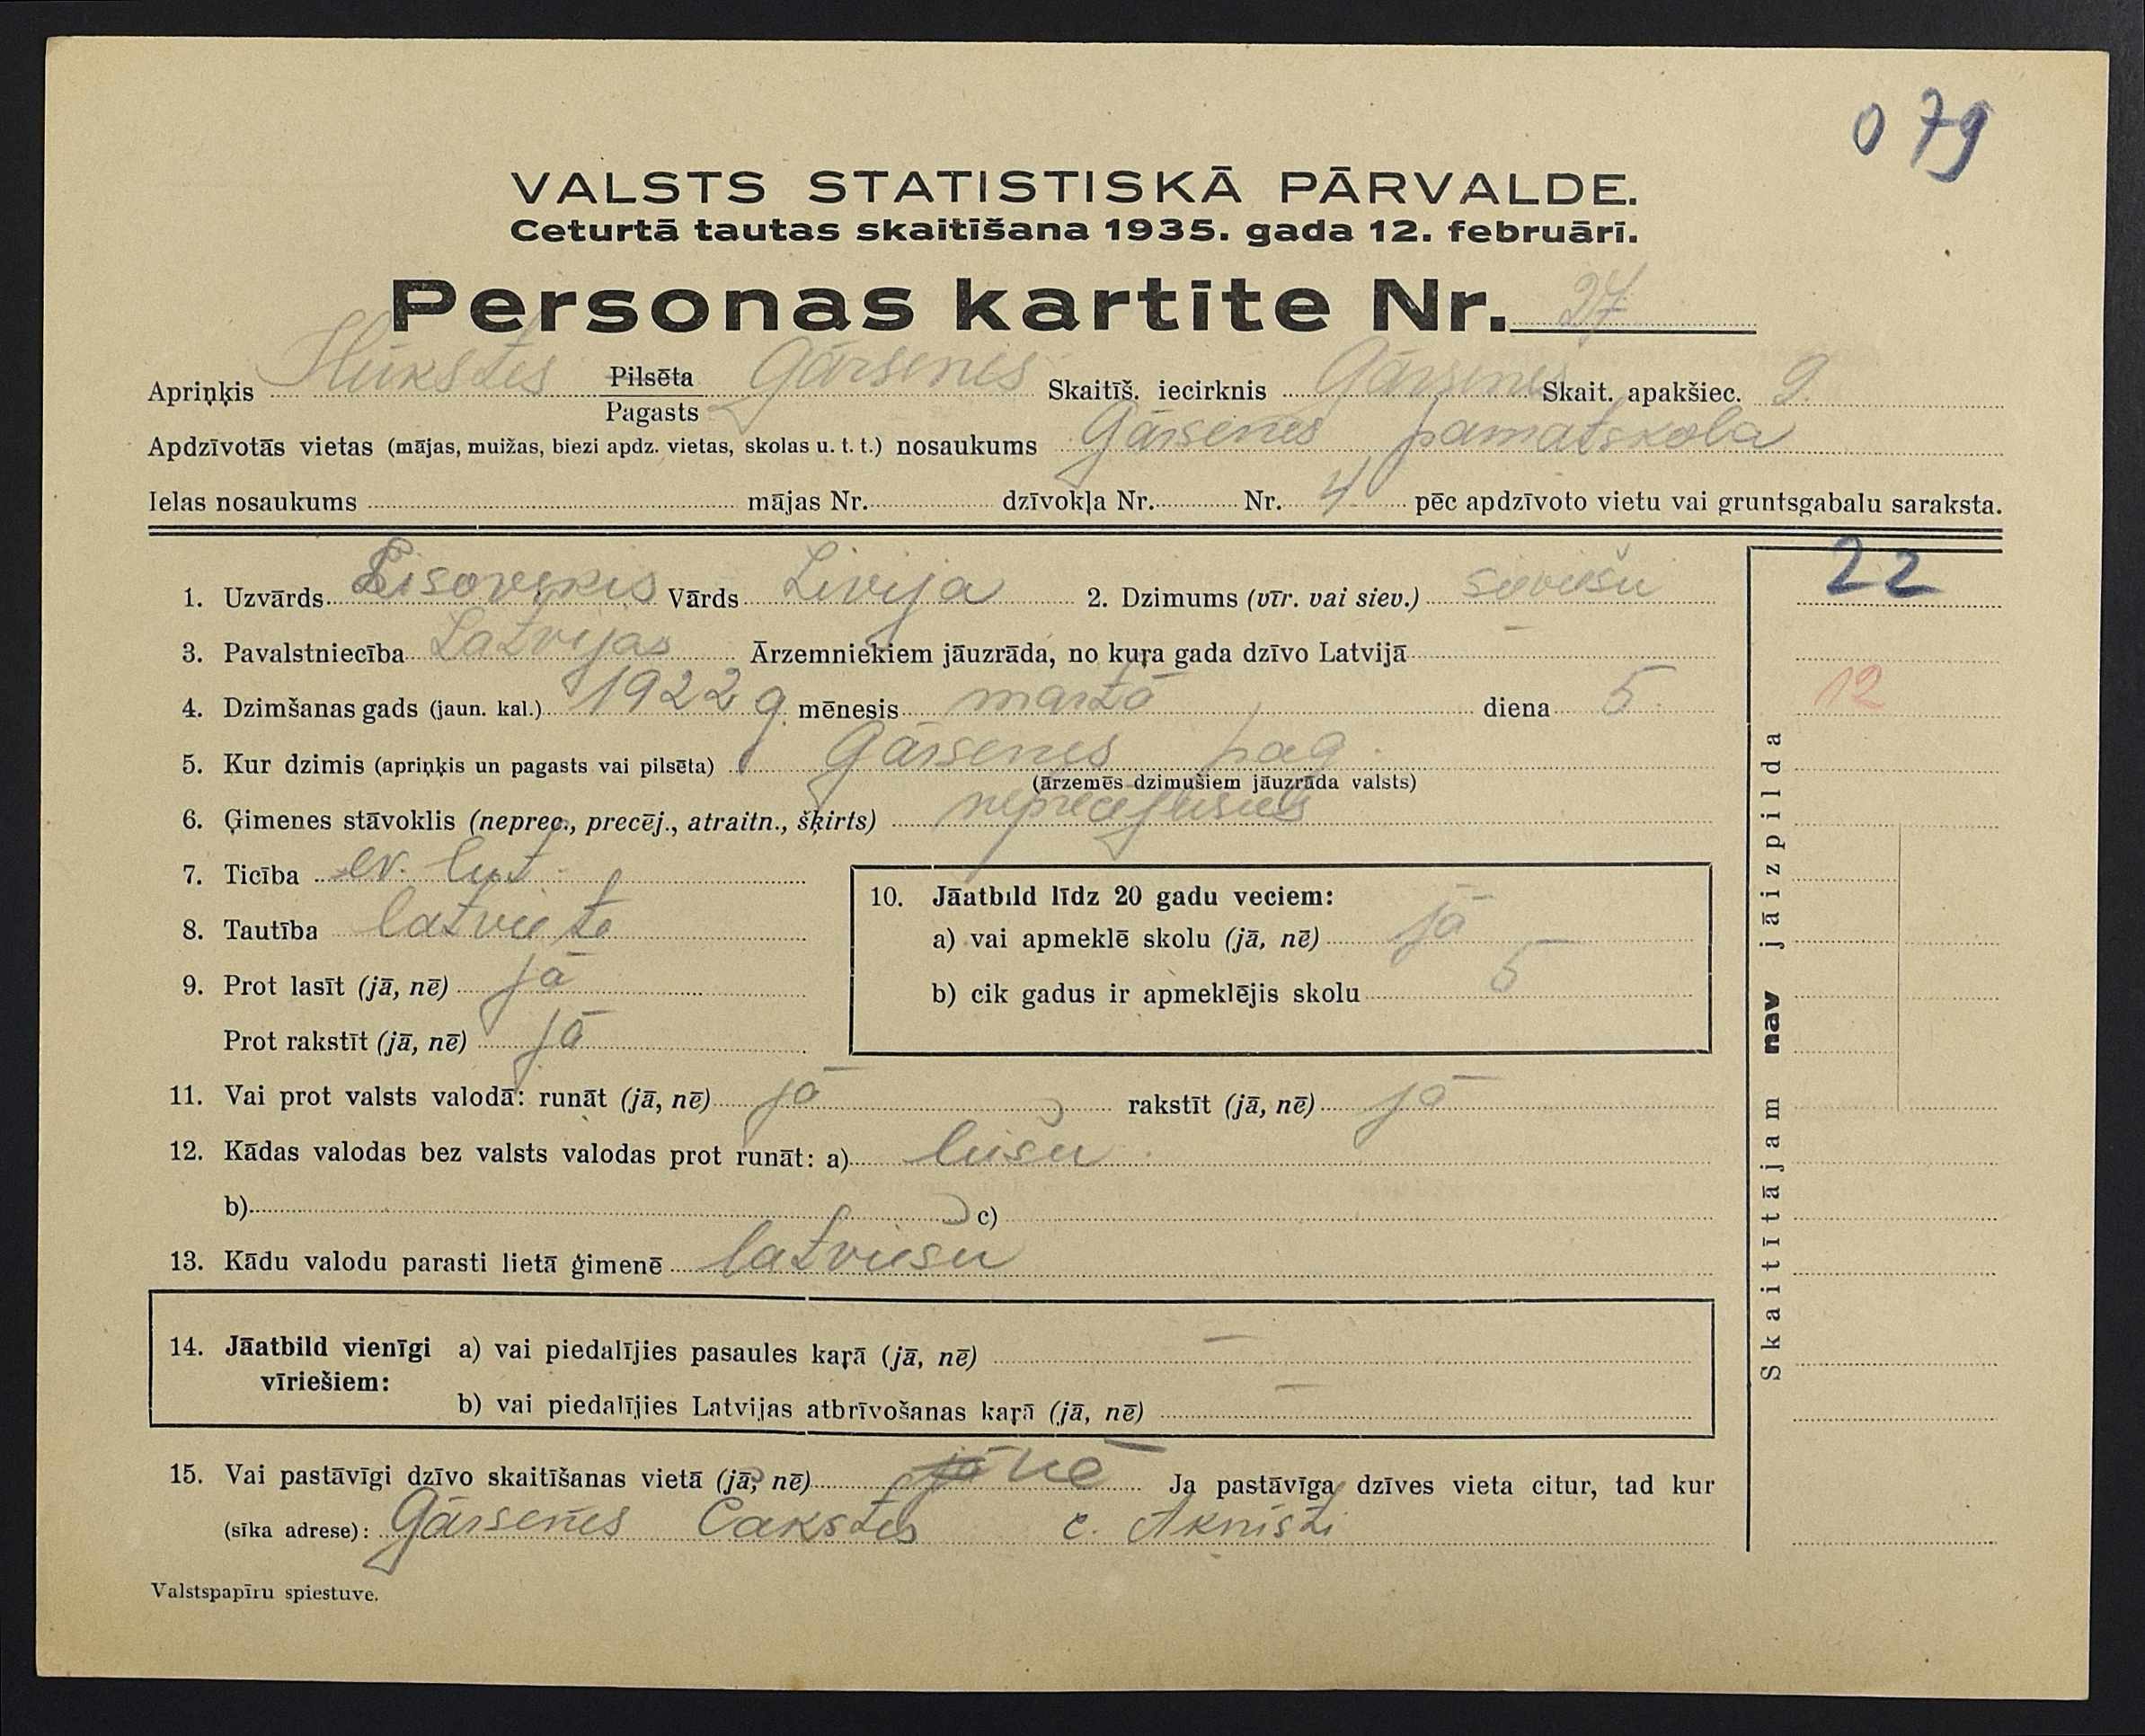 079
VALSTS STATISTISKĀ PĀRVALDE.
Ceturtā tautas skaitīšana 1935. gada 12. februārī.
Personas kartīte Nr. 27
Apriņķis Ilūkstes Pilsēta Pagasts Gārsenes Skaitīš. iecirknis Gārsenes Skait. apakšiec. 9.
Apdzīvotās vietas (mājas, muižas, biezi apdz. vietas, skolas u. t. t.) nosaukums Gārsenes pamatskola
Ielas nosaukums mājas Nr. dzīvokļa Nr. Nr. 4 pēc apdzīvoto vietu vai gruntsgabalu saraksta.
1. Uzvārds Lisovskis Vārds Livija 2. Dzimums (vīr. vai siev.) sieviešu 22
3. Pavalstniecība Latvijas Ārzemniekiem jāuzrāda, no kuŗa gada dzīvo Latvijā
4. Dzimšanas gads (jaun. kal.) 1922 g. mēnesis martā diena 5. 12
5. Kur dzimis (apriņķis un pagasts vai pilsēta) Gārsenes pag.
(ārzemēs dzimušiem jāuzrāda valsts)
6. Ģimenes stāvoklis (neprec., precēj., atraitn., šķirts) neprecējusies
7. Ticība ev. lut.
8. Tautība latviete
9. Prot lasīt (jā, nē) jā
Prot rakstīt (jā, nē) jā
10. Jāatbild līdz 20 gadu veciem:
a) vai apmeklē skolu (jā, nē) jā
b) cik gadus ir apmeklējis skolu 5
11. Vai prot valsts valodā: runāt (jā, nē) jā rakstīt (jā, nē) jā
12. Kādas valodas bez valsts valodas prot runāt: a) leišu
b) c)
13. Kādu valodu parasti lietā ģimenē latviešu
14. Jāatbild vienīgi vīriešiem: a) vai piedalījies pasaules kaŗā (jā, nē) —
b) vai piedalījies Latvijas atbrīvošanas kaŗā (jā, nē) —
15. Vai pastāvīgi dzīvo skaitīšanas vietā (jā, nē) jā nē Ja pastāvīga dzīves vieta citur, tad kur
(sīka adrese): Gārsenes Cakstes c. Aknīsti
Skaitītājam nav jāizpilda
Valstspapīru spiestuve.